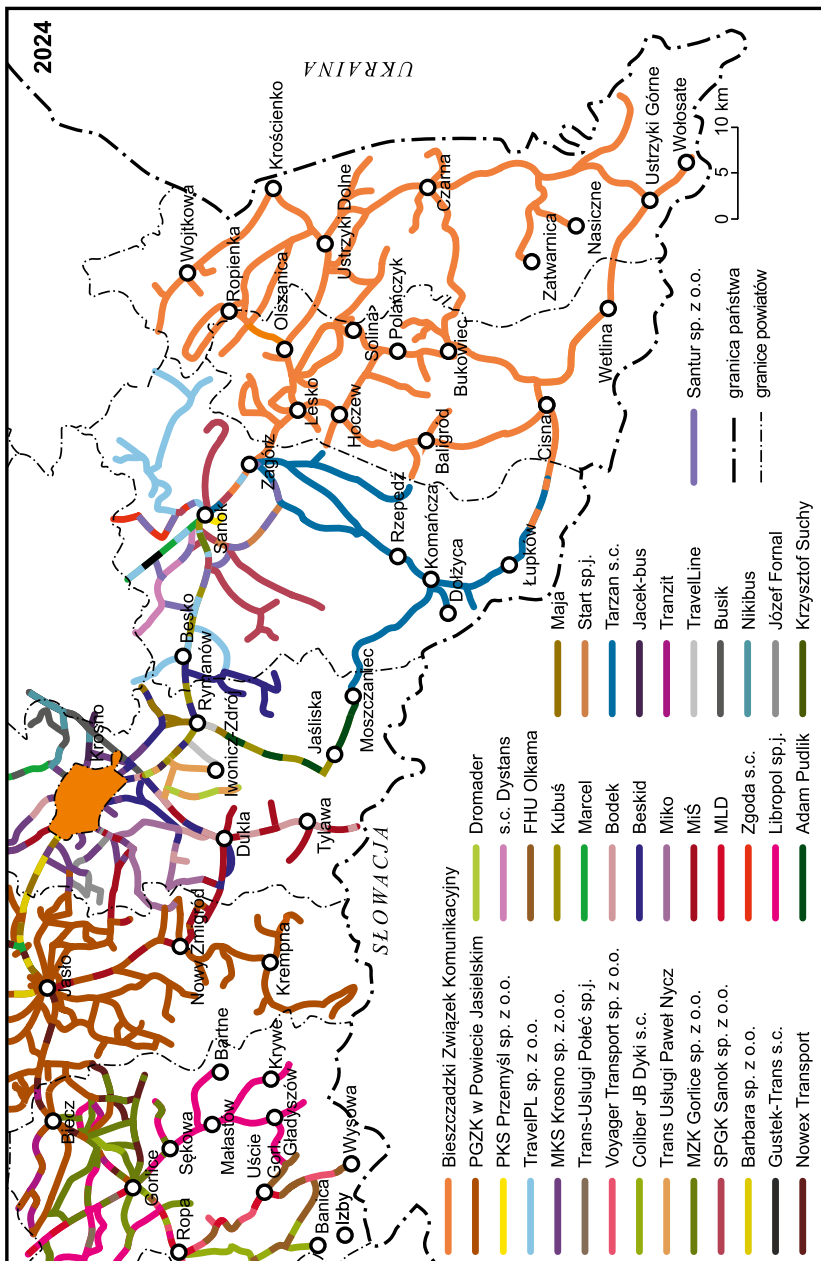 2024
UKRAINA
SŁOWACJA
Krościenko
Wojtkowa
Ropienka
Ustrzyki Dolne
Olszanica
Czarna
Solina
Polańczyk
Bukowiec
Lesko
Hoczew
Baligród
Zatwarnica
Nasiczne
Ustrzyki Górne
Wołosate
Wetlina
Cisna
Zagórz
Sanok
Rzepedź
Komańcza
Dołżyca
Łupków
Besko
Rymanów
Iwonicz-Zdrój
Jaśliska
Moszczaniec
Krosno
Dukla
Tylawa
Nowy Żmigród
Krempna
Jasło
Biecz
Bartne
Krywe
Małastów
Gładyszów
Sękowa
Gorlice
Uście
Gorl.
Wysowa
Ropa
Banica
Izby
0 5 10 km
Bieszczadzki Związek Komunikacyjny
PGZK w Powiecie Jasielskim
PKS Przemyśl sp. z o.o.
TravelPL sp. z o.o.
MKS Krosno sp. z.o.o.
Trans-Usługi Połeć sp.j.
Voyager Transport sp. z o.o.
Coliber JB Dyki s.c.
Trans Usługi Paweł Nycz
MZK Gorlice sp. z o.o.
SPGK Sanok sp. z o.o.
Barbara sp. z o.o.
Gustek-Trans s.c.
Nowex Transport
Dromader
s.c. Dystans
FHU Olkama
Kubuś
Marcel
Bodek
Beskid
Miko
MiŚ
MLD
Zgoda s.c.
Libropol sp.j.
Adam Pudlik
Maja
Start sp.j.
Tarzan s.c.
Jacek-bus
Tranzit
TravelLine
Busik
Nikibus
Józef Fornal
Krzysztof Suchy
Santur sp. z o.o.
granica państwa
granice powiatów